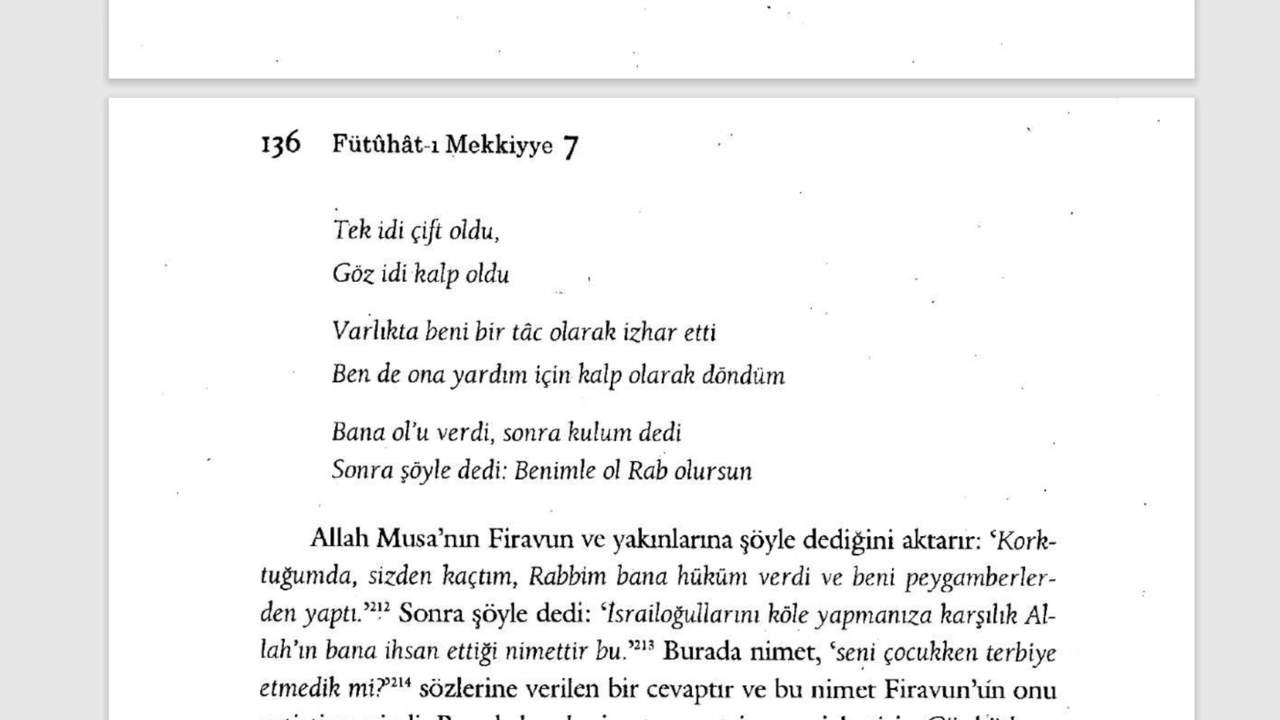 136 Fütûhât-ı Mekkiyye 7
Tek idi çift oldu,
Göz idi kalp oldu
Varlıkta beni bir tâc olarak izhar etti
Ben de ona yardım için kalp olarak döndüm
Bana ol'u verdi, sonra kulum dedi
Sonra şöyle dedi: Benimle ol Rab olursun
Allah Musa'nın Firavun ve yakınlarına şöyle dediğini aktarır: 'Kork-
tuğumda, sizden kaçtım, Rabbim bana hüküm verdi ve beni peygamberler-
den yaptı.'212 Sonra şöyle dedi: 'İsrailoğullarını köle yapmanıza karşılık Al-
lah'ın bana ihsan ettiği nimettir bu.'213 Burada nimet, 'seni çocukken terbiye
etmedik mi?'214 sözlerine verilen bir cevaptır ve bu nimet Firavun'un onu